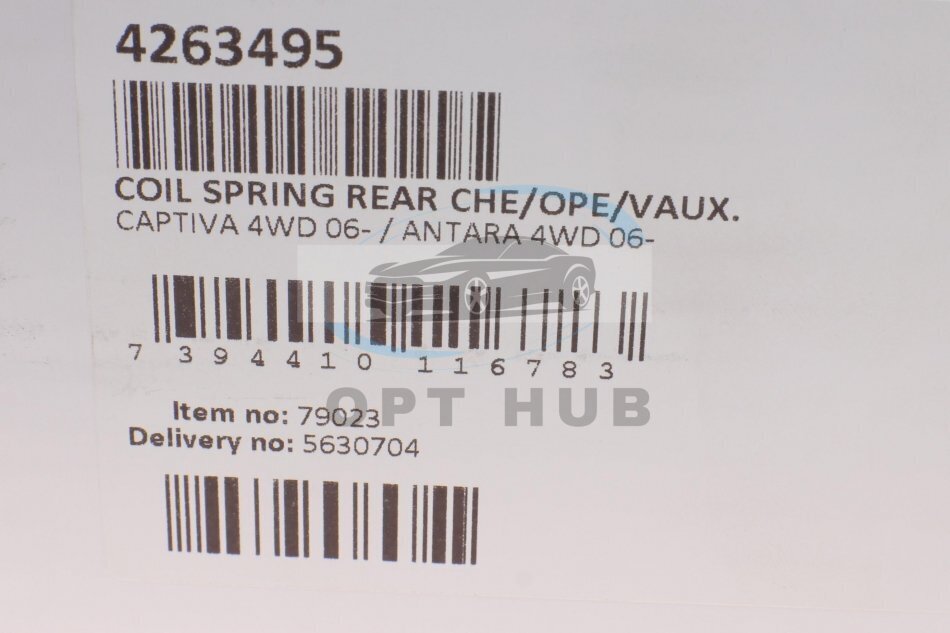 4263495
COIL SPRING REAR CHE/OPE/VAUX.
CAPTIVA 4WD 06- / ANTARA 4WD 06-
7 394410 116783
OPT HUB
Item no: 79023
Delivery no: 5630704